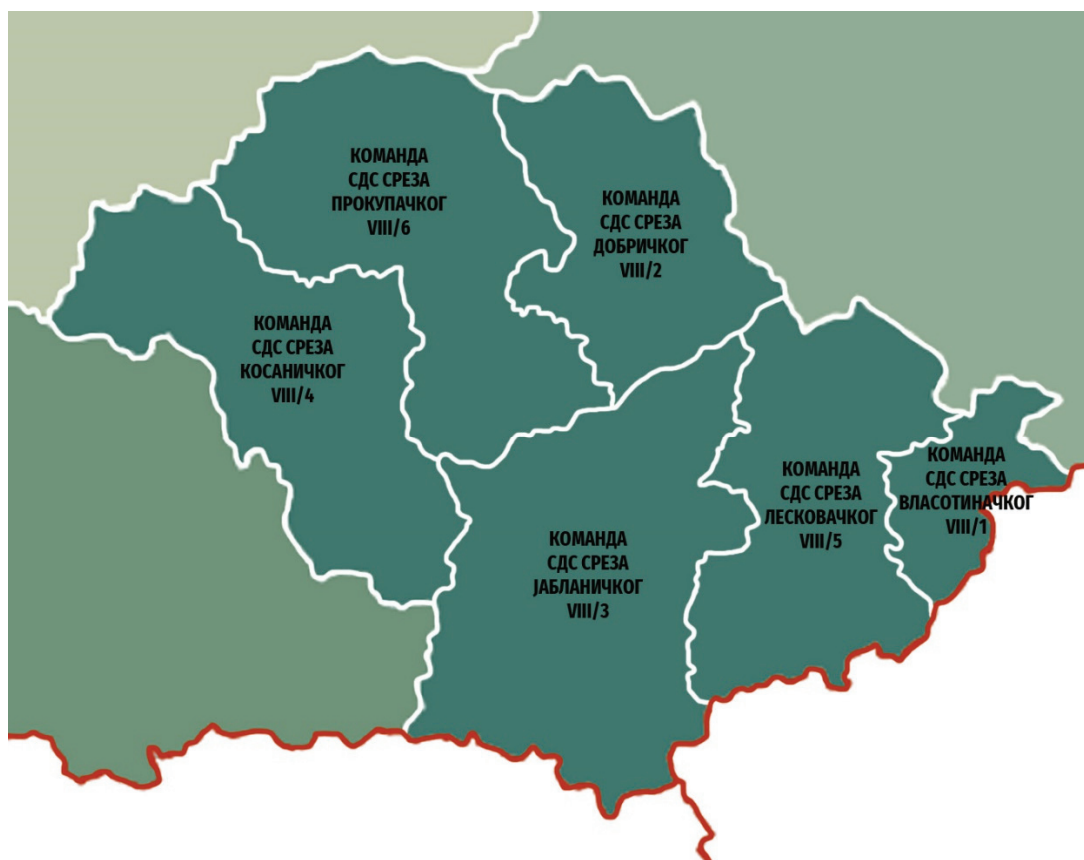 КОМАНДА
СДС СРЕЗА
ПРОКУПАЧКОГ
VIII/6
КОМАНДА
СДС СРЕЗА
ДОБРИЧКОГ
VIII/2
КОМАНДА
СДС СРЕЗА
КОСАНИЧКОГ
VIII/4
КОМАНДА
СДС СРЕЗА
ЛЕСКОВАЧКОГ
VIII/5
КОМАНДА
СДС СРЕЗА
ВЛАСОТИНАЧКОГ
VIII/1
КОМАНДА
СДС СРЕЗА
ЈАБЛАНИЧКОГ
VIII/3